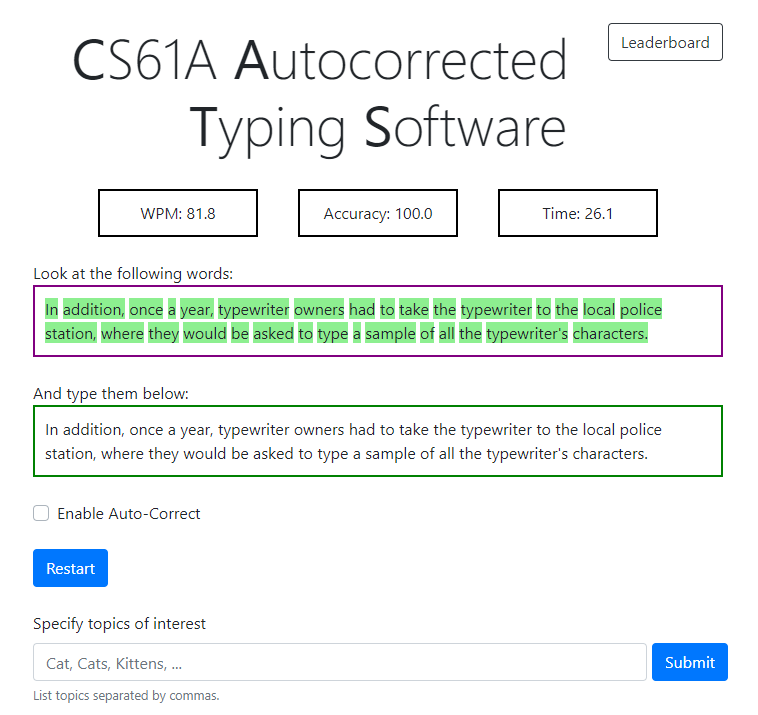 CS61A Autocorrected
Typing Software
Leaderboard
WPM: 81.8
Accuracy: 100.0
Time: 26.1
Look at the following words:
In addition, once a year, typewriter owners had to take the typewriter to the local police
station, where they would be asked to type a sample of all the typewriter's characters.
And type them below:
In addition, once a year, typewriter owners had to take the typewriter to the local police
station, where they would be asked to type a sample of all the typewriter's characters.
Enable Auto-Correct
Restart
Specify topics of interest
Cat, Cats, Kittens, ...
Submit
List topics separated by commas.